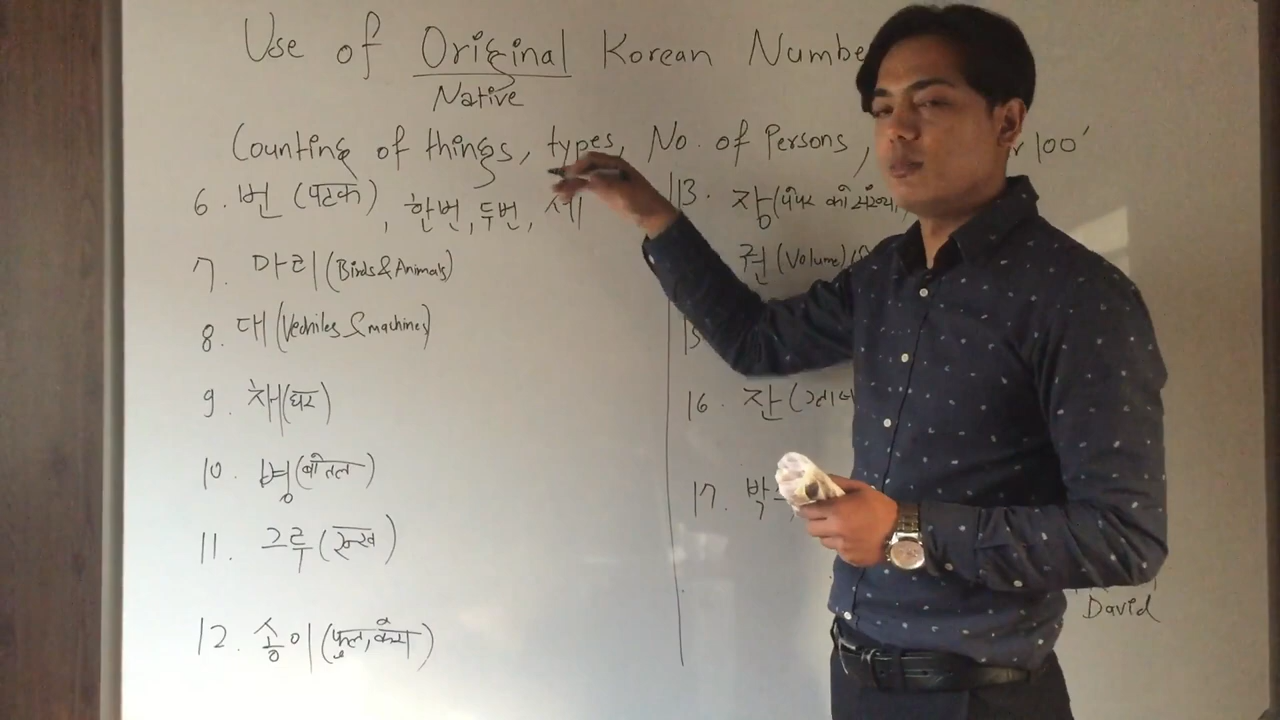 Use of Original Korean Numbe
Native
Counting of things, types, No. of Persons, r 100'
6. 번 (पटक), 한번, 두번, 세
7. 마리 (Birds & Animals)
8. 대 (Vechiles & machines)
9. 채 (घर)
10. 병 (बोतल)
11. 그루 (रुख)
12. 송이 (फूल,
13. 장 (पेपर को संख्या)
권 (Volume)
15
16. 잔
17. 박
David